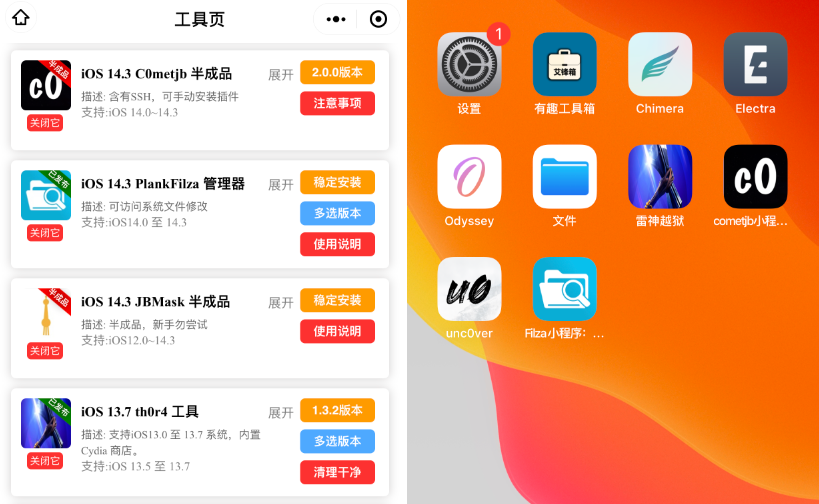 工具页
半成品
c0
关闭它
iOS 14.3 C0metjb 半成品
展开
2.0.0版本
描述: 含有SSH，可手动安装插件
支持:iOS 14.0~14.3
注意事项
已发布
关闭它
iOS 14.3 PlankFilza 管理器
展开
稳定安装
描述: 可访问系统文件修改
支持:iOS14.0 至 14.3
多选版本
使用说明
半成品
关闭它
iOS 14.3 JBMask 半成品
展开
稳定安装
描述: 半成品，新手勿尝试
支持:iOS12.0~14.3
使用说明
已发布
关闭它
iOS 13.7 th0r4 工具
展开
1.3.2版本
描述: 支持iOS13.0 至 13.7 系统，内置
Cydia 商店。
支持:iOS 13.5 至 13.7
多选版本
清理干净
1
艾锋箱
E
设置
有趣工具箱
Chimera
Electra
c0
Odyssey
文件
雷神越狱
cometjb小程...
u0
unc0ver
Filza小程序：...